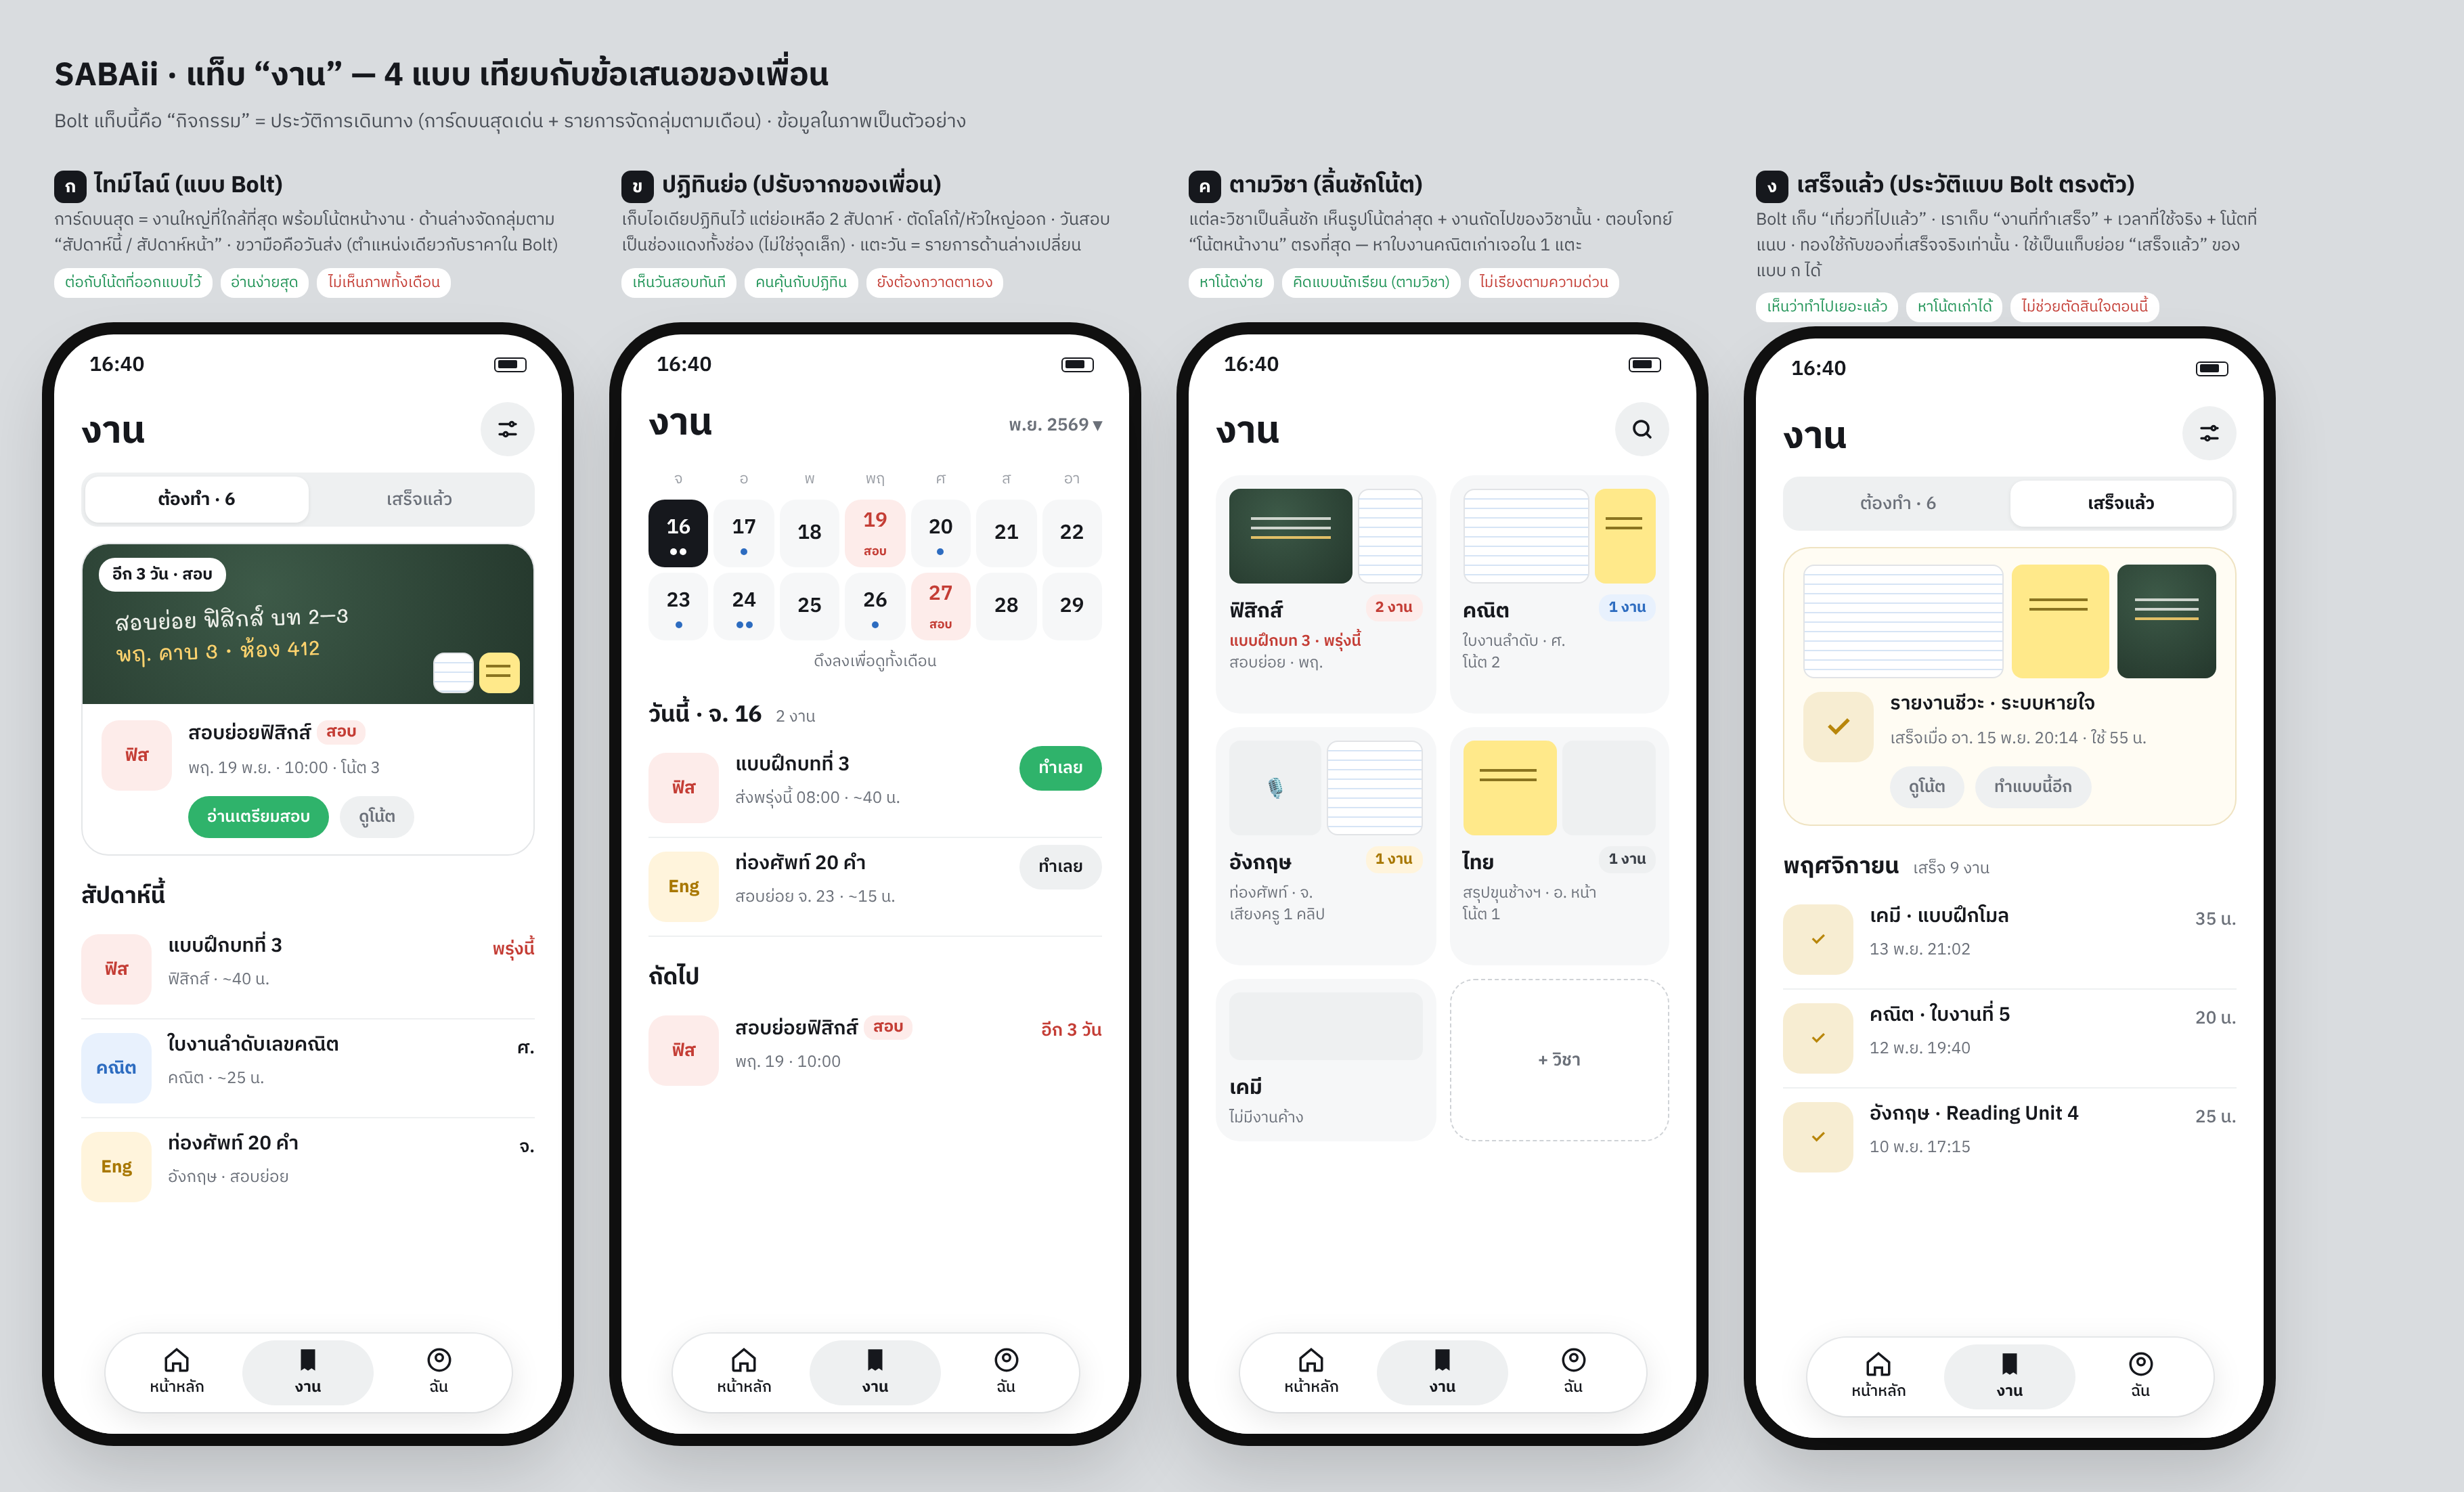 SABAii · แท็บ “งาน” — 4 แบบ เทียบกับข้อเสนอของเพื่อน
Bolt แท็บนี้คือ “กิจกรรม” = ประวัติการเดินทาง (การ์ดบนสุดเด่น + รายการจัดกลุ่มตามเดือน) · ข้อมูลในภาพเป็นตัวอย่าง
ก ไทม์ไลน์ (แบบ Bolt)
การ์ดบนสุด = งานใหญ่ที่ใกล้ที่สุด พร้อมโน้ตหน้างาน · ด้านล่างจัดกลุ่มตาม
“สัปดาห์นี้ / สัปดาห์หน้า” · ขวามือคือวันส่ง (ตำแหน่งเดียวกับราคาใน Bolt)
ต่อกับโน้ตที่ออกแบบไว้ อ่านง่ายสุด ไม่เห็นภาพทั้งเดือน
16:40
งาน
ต้องทำ · 6 เสร็จแล้ว
อีก 3 วัน · สอบ
สอบย่อย ฟิสิกส์ บท 2–3
พฤ. คาบ 3 · ห้อง 412
ฟิส
สอบย่อยฟิสิกส์ สอบ
พฤ. 19 พ.ย. · 10:00 · โน้ต 3
อ่านเตรียมสอบ ดูโน้ต
สัปดาห์นี้
ฟิส
แบบฝึกบทที่ 3 พรุ่งนี้
ฟิสิกส์ · ~40 น.
คณิต
ใบงานลำดับเลขคณิต ศ.
คณิต · ~25 น.
Eng
ท่องศัพท์ 20 คำ จ.
อังกฤษ · สอบย่อย
หน้าหลัก งาน ฉัน
ข ปฏิทินย่อ (ปรับจากของเพื่อน)
เก็บไอเดียปฏิทินไว้ แต่ย่อเหลือ 2 สัปดาห์ · ตัดโลโก้/หัวใหญ่ออก · วันสอบ
เป็นช่องแดงทั้งช่อง (ไม่ใช่จุดเล็ก) · แตะวัน = รายการด้านล่างเปลี่ยน
เห็นวันสอบทันที คนคุ้นกับปฏิทิน ยังต้องกวาดตาเอง
16:40
งาน พ.ย. 2569 ▾
จ อ พ พฤ ศ ส อา
16 17 18 19 20 21 22
สอบ
23 24 25 26 27 28 29
สอบ
ดึงลงเพื่อดูทั้งเดือน
วันนี้ · จ. 16 2 งาน
ฟิส
แบบฝึกบทที่ 3 ทำเลย
ส่งพรุ่งนี้ 08:00 · ~40 น.
Eng
ท่องศัพท์ 20 คำ ทำเลย
สอบย่อย จ. 23 · ~15 น.
ถัดไป
ฟิส
สอบย่อยฟิสิกส์ สอบ อีก 3 วัน
พฤ. 19 · 10:00
หน้าหลัก งาน ฉัน
ค ตามวิชา (ลิ้นชักโน้ต)
แต่ละวิชาเป็นลิ้นชัก เห็นรูปโน้ตล่าสุด + งานถัดไปของวิชานั้น · ตอบโจทย์
“โน้ตหน้างาน” ตรงที่สุด — หาใบงานคณิตเก่าเจอใน 1 แตะ
หาโน้ตง่าย คิดแบบนักเรียน (ตามวิชา) ไม่เรียงตามความด่วน
16:40
งาน
ฟิสิกส์ 2 งาน
แบบฝึกบท 3 · พรุ่งนี้
สอบย่อย · พฤ.
คณิต 1 งาน
ใบงานลำดับ · ศ.
โน้ต 2
อังกฤษ 1 งาน
ท่องศัพท์ · จ.
เสียงครู 1 คลิป
ไทย 1 งาน
สรุปขุนช้างฯ · อ. หน้า
โน้ต 1
เคมี
ไม่มีงานค้าง
+ วิชา
หน้าหลัก งาน ฉัน
ง เสร็จแล้ว (ประวัติแบบ Bolt ตรงตัว)
Bolt เก็บ “เที่ยวที่ไปแล้ว” · เราเก็บ “งานที่ทำเสร็จ” + เวลาที่ใช้จริง + โน้ตที่
แนบ · ทองใช้กับของที่เสร็จจริงเท่านั้น · ใช้เป็นแท็บย่อย “เสร็จแล้ว” ของ
แบบ ก ได้
เห็นว่าทำไปเยอะแล้ว หาโน้ตเก่าได้ ไม่ช่วยตัดสินใจตอนนี้
16:40
งาน
ต้องทำ · 6 เสร็จแล้ว
รายงานชีวะ · ระบบหายใจ
เสร็จเมื่อ อา. 15 พ.ย. 20:14 · ใช้ 55 น.
ดูโน้ต ทำแบบนี้อีก
พฤศจิกายน เสร็จ 9 งาน
เคมี · แบบฝึกโมล 35 น.
13 พ.ย. 21:02
คณิต · ใบงานที่ 5 20 น.
12 พ.ย. 19:40
อังกฤษ · Reading Unit 4 25 น.
10 พ.ย. 17:15
หน้าหลัก งาน ฉัน